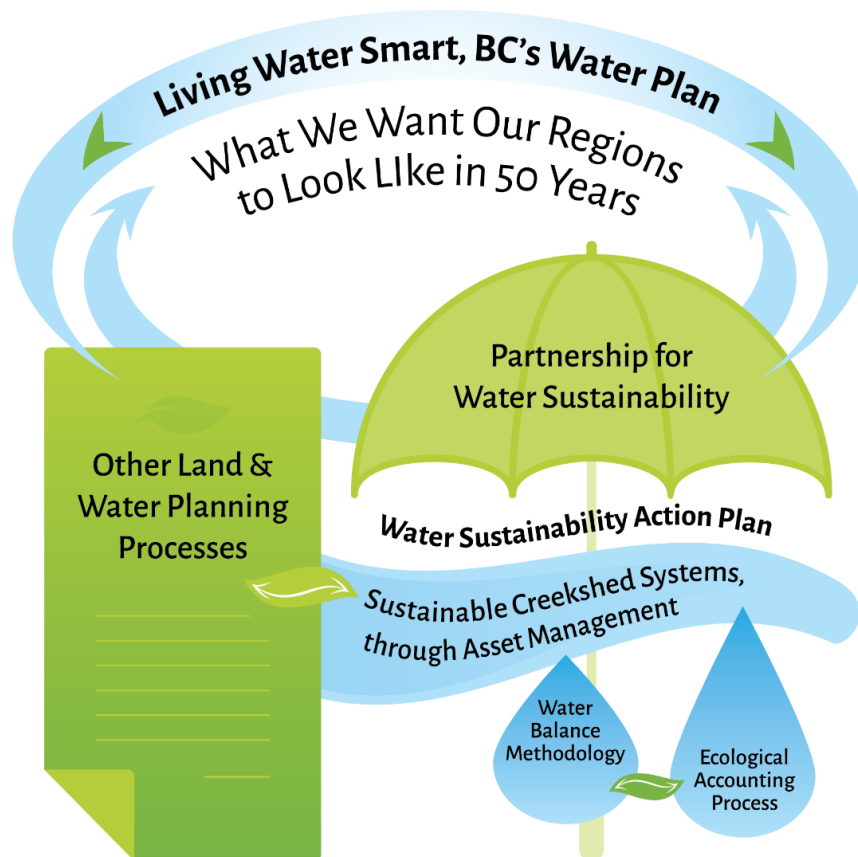 Living Water Smart, BC's Water Plan
What We Want Our Regions
to Look LIke in 50 Years
Partnership for
Water Sustainability
Other Land &
Water Planning
Processes
Water Sustainability Action Plan
Sustainable Creekshed Systems,
through Asset Management
Water
Balance
Methodology
Ecological
Accounting
Process